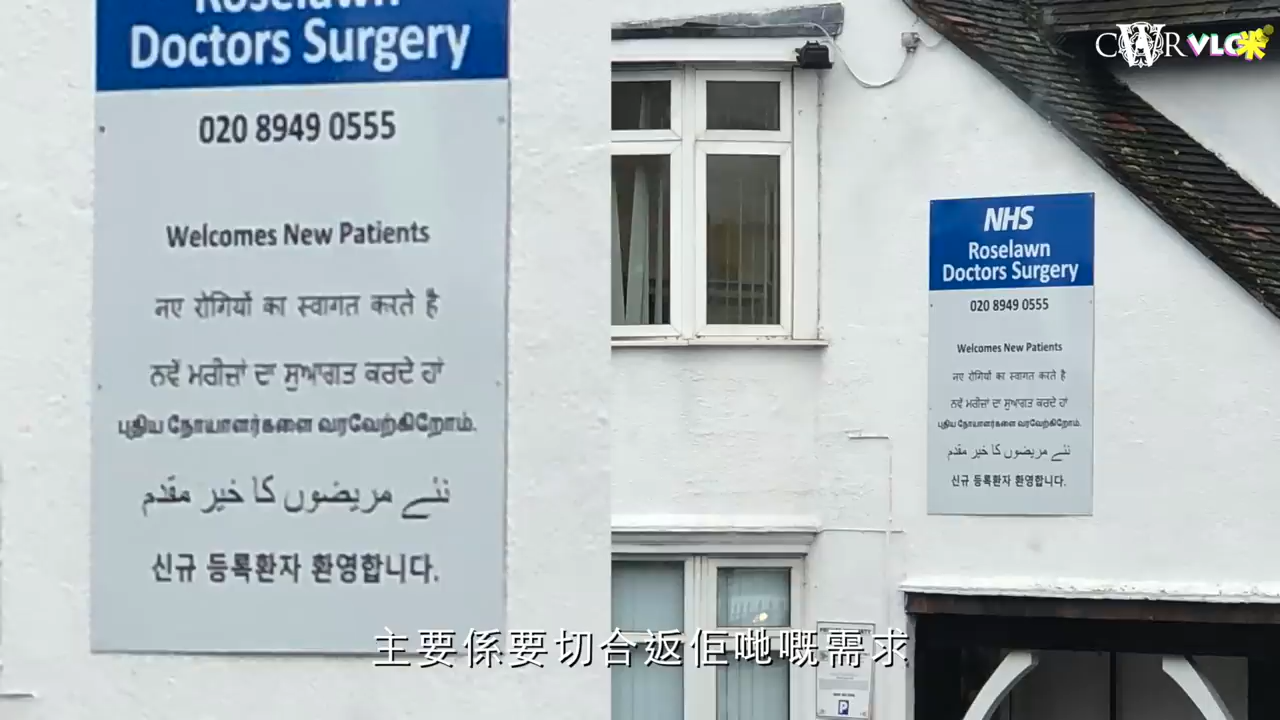 Roselawn
Doctors Surgery
020 8949 0555
Welcomes New Patients
नए रोगियों का स्वागत करते है
ਨਵੇਂ ਮਰੀਜ਼ਾਂ ਦਾ ਸੁਆਗਤ ਕਰਦੇ ਹਾਂ
புதிய நோயாளர்களை வரவேற்கிறோம்.
نئے مریضوں کا خیر مقدم
신규 등록환자 환영합니다.
NHS
Roselawn
Doctors Surgery
020 8949 0555
Welcomes New Patients
नए रोगियों का स्वागत करते है
ਨਵੇਂ ਮਰੀਜ਼ਾਂ ਦਾ ਸੁਆਗਤ ਕਰਦੇ ਹਾਂ
புதிய நோயாளர்களை வரவேற்கிறோம்.
نئے مریضوں کا خیر مقدم
신규 등록환자 환영합니다.
P
主要係要切合返佢哋嘅需求